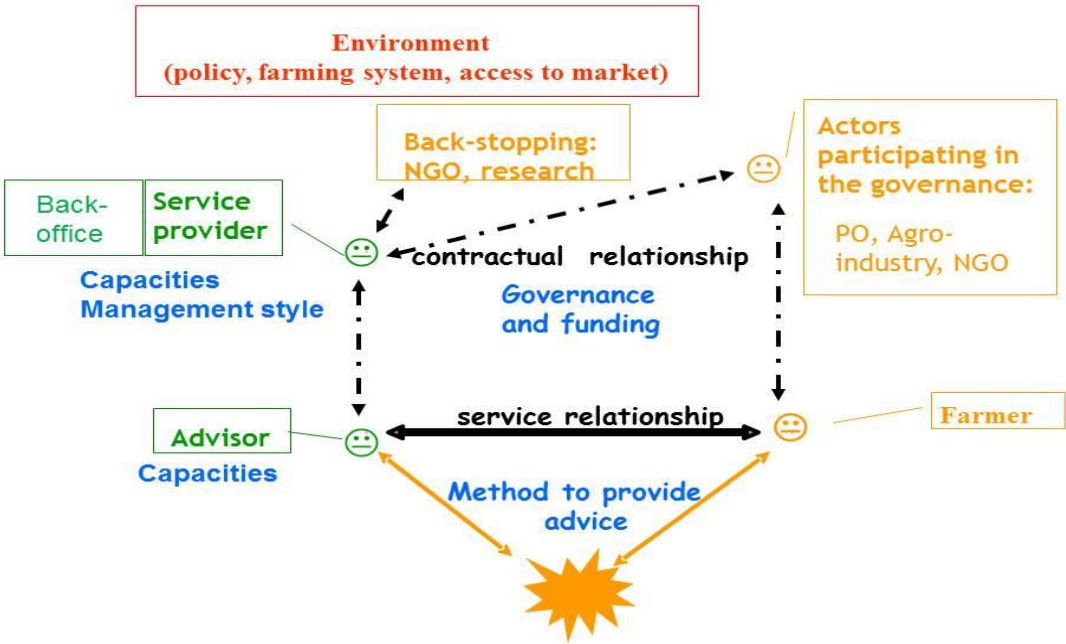 Environment
(policy, farming system, access to market)
Back-stopping:
NGO, research
Actors
participating in
the governance:
PO, Agro-
industry, NGO
Back-
office
Service
provider
Capacities
Management style
contractual relationship
Governance
and funding
service relationship
Farmer
Advisor
Capacities
Method to provide
advice